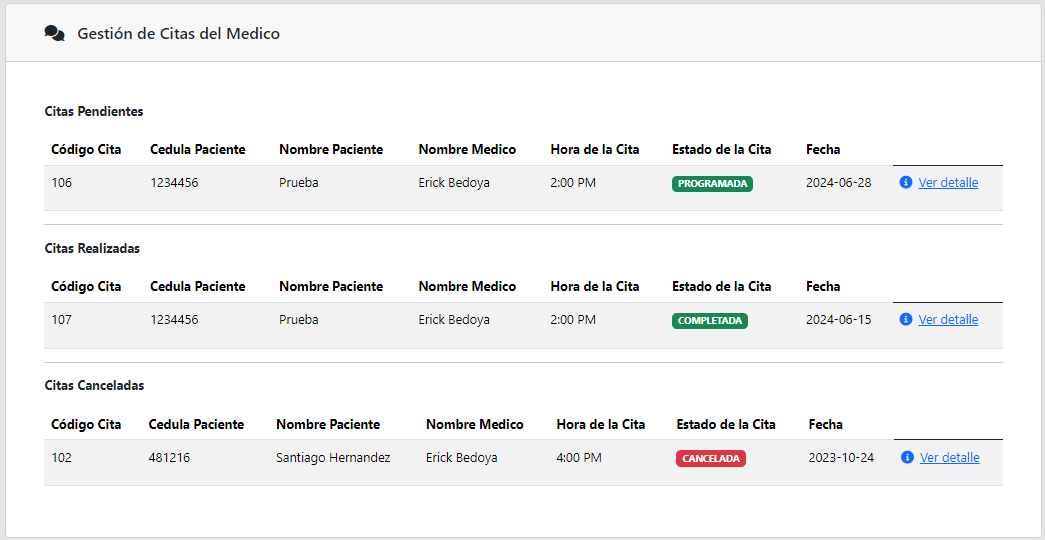 Gestión de Citas del Medico
Citas Pendientes
Código Cita Cedula Paciente Nombre Paciente Nombre Medico Hora de la Cita Estado de la Cita Fecha
106 1234456 Prueba Erick Bedoya 2:00 PM PROGRAMADA 2024-06-28 Ver detalle
Citas Realizadas
Código Cita Cedula Paciente Nombre Paciente Nombre Medico Hora de la Cita Estado de la Cita Fecha
107 1234456 Prueba Erick Bedoya 2:00 PM COMPLETADA 2024-06-15 Ver detalle
Citas Canceladas
Código Cita Cedula Paciente Nombre Paciente Nombre Medico Hora de la Cita Estado de la Cita Fecha
102 481216 Santiago Hernandez Erick Bedoya 4:00 PM CANCELADA 2023-10-24 Ver detalle